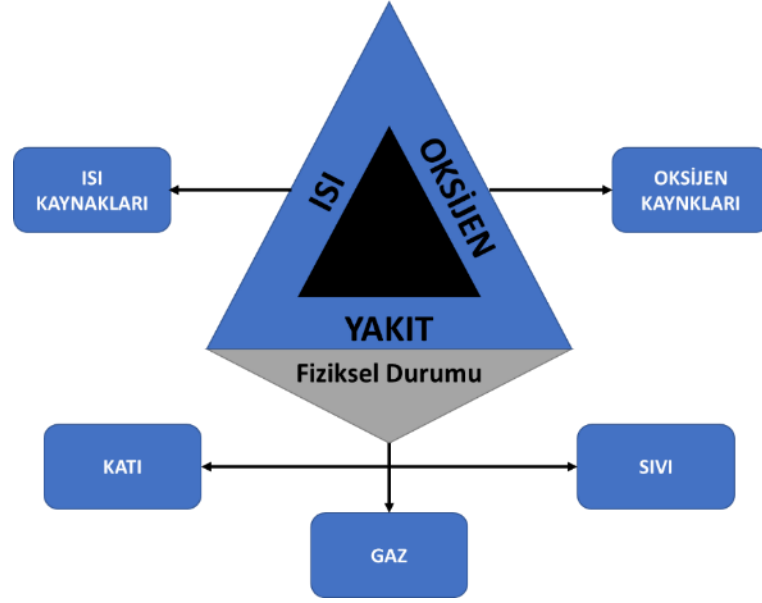 ISI
KAYNAKLARI
ISI
OKSİJEN
OKSİJEN
KAYNKLARI
YAKIT
Fiziksel Durumu
KATI
SIVI
GAZ